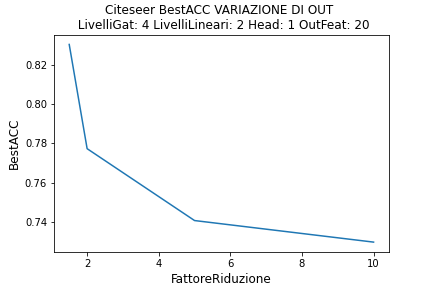 Citeseer BestACC VARIAZIONE DI OUT
LivelliGat: 4 LivelliLineari: 2 Head: 1 OutFeat: 20
0.82
0.80
0.78
0.76
0.74
BestACC
2 4 6 8 10
FattoreRiduzione